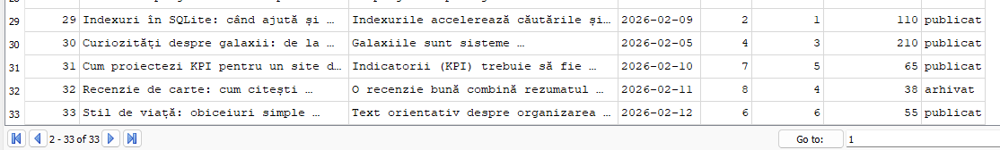 29 29 Indexuri în SQLite: când ajută și … Indexurile accelerează căutările și… 2026-02-09 2 1 110 publicat
30 30 Curiozități despre galaxii: de la … Galaxiile sunt sisteme … 2026-02-05 4 3 210 publicat
31 31 Cum proiectezi KPI pentru un site d… Indicatorii (KPI) trebuie să fie … 2026-02-10 7 5 65 publicat
32 32 Recenzie de carte: cum citești … O recenzie bună combină rezumatul … 2026-02-11 8 4 38 arhivat
33 33 Stil de viață: obiceiuri simple … Text orientativ despre organizarea … 2026-02-12 6 6 55 publicat
2 - 33 of 33 Go to: 1